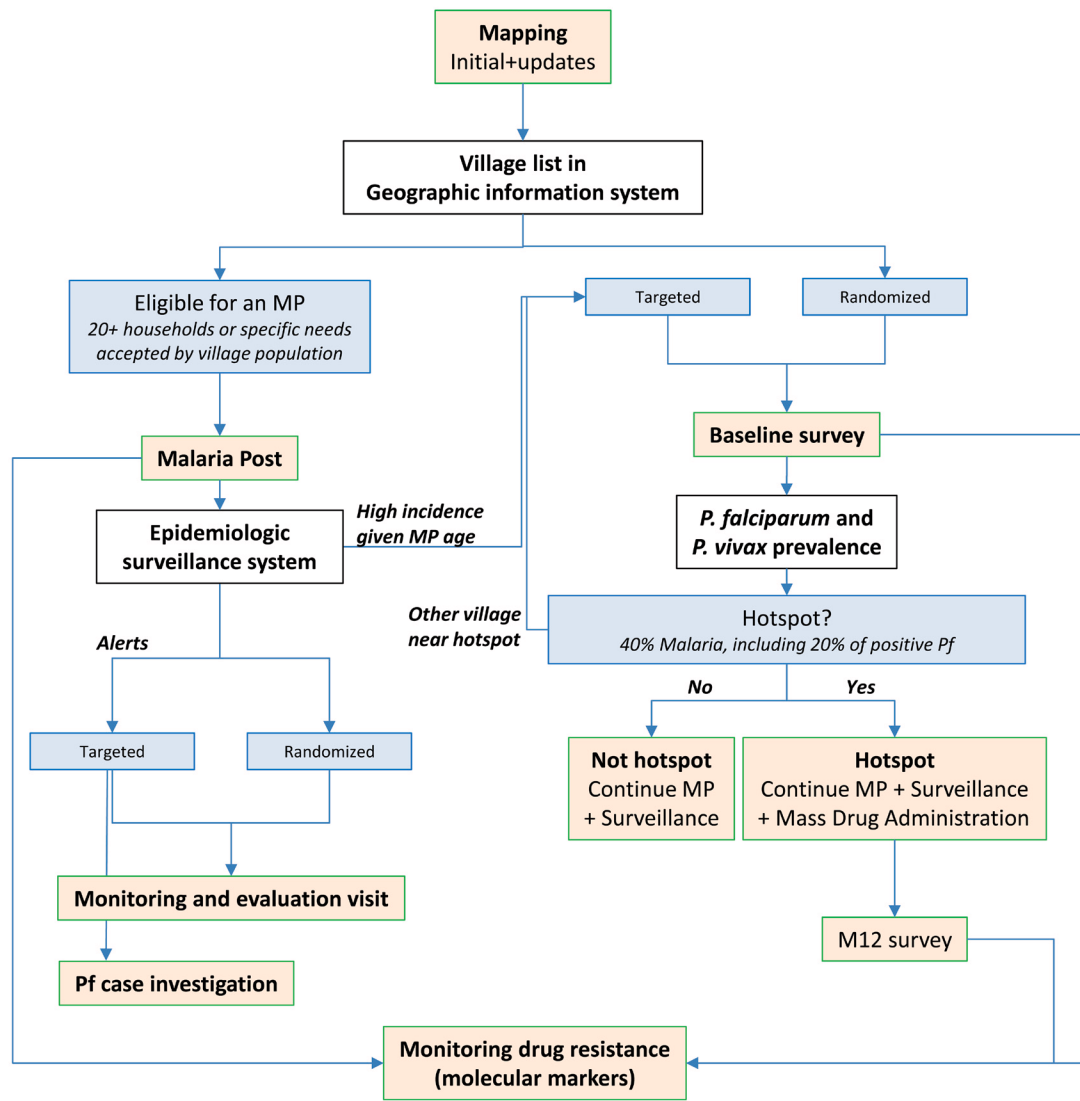 Mapping
Initial+updates
Village list in
Geographic information system
Eligible for an MP
20+ households or specific needs
accepted by village population
Targeted
Randomized
Malaria Post
Baseline survey
High incidence
given MP age
Epidemiologic
surveillance system
P. falciparum and
P. vivax prevalence
Other village
near hotspot
Hotspot?
40% Malaria, including 20% of positive Pf
Alerts
No
Yes
Targeted
Randomized
Not hotspot
Continue MP
+ Surveillance
Hotspot
Continue MP + Surveillance
+ Mass Drug Administration
Monitoring and evaluation visit
M12 survey
Pf case investigation
Monitoring drug resistance
(molecular markers)